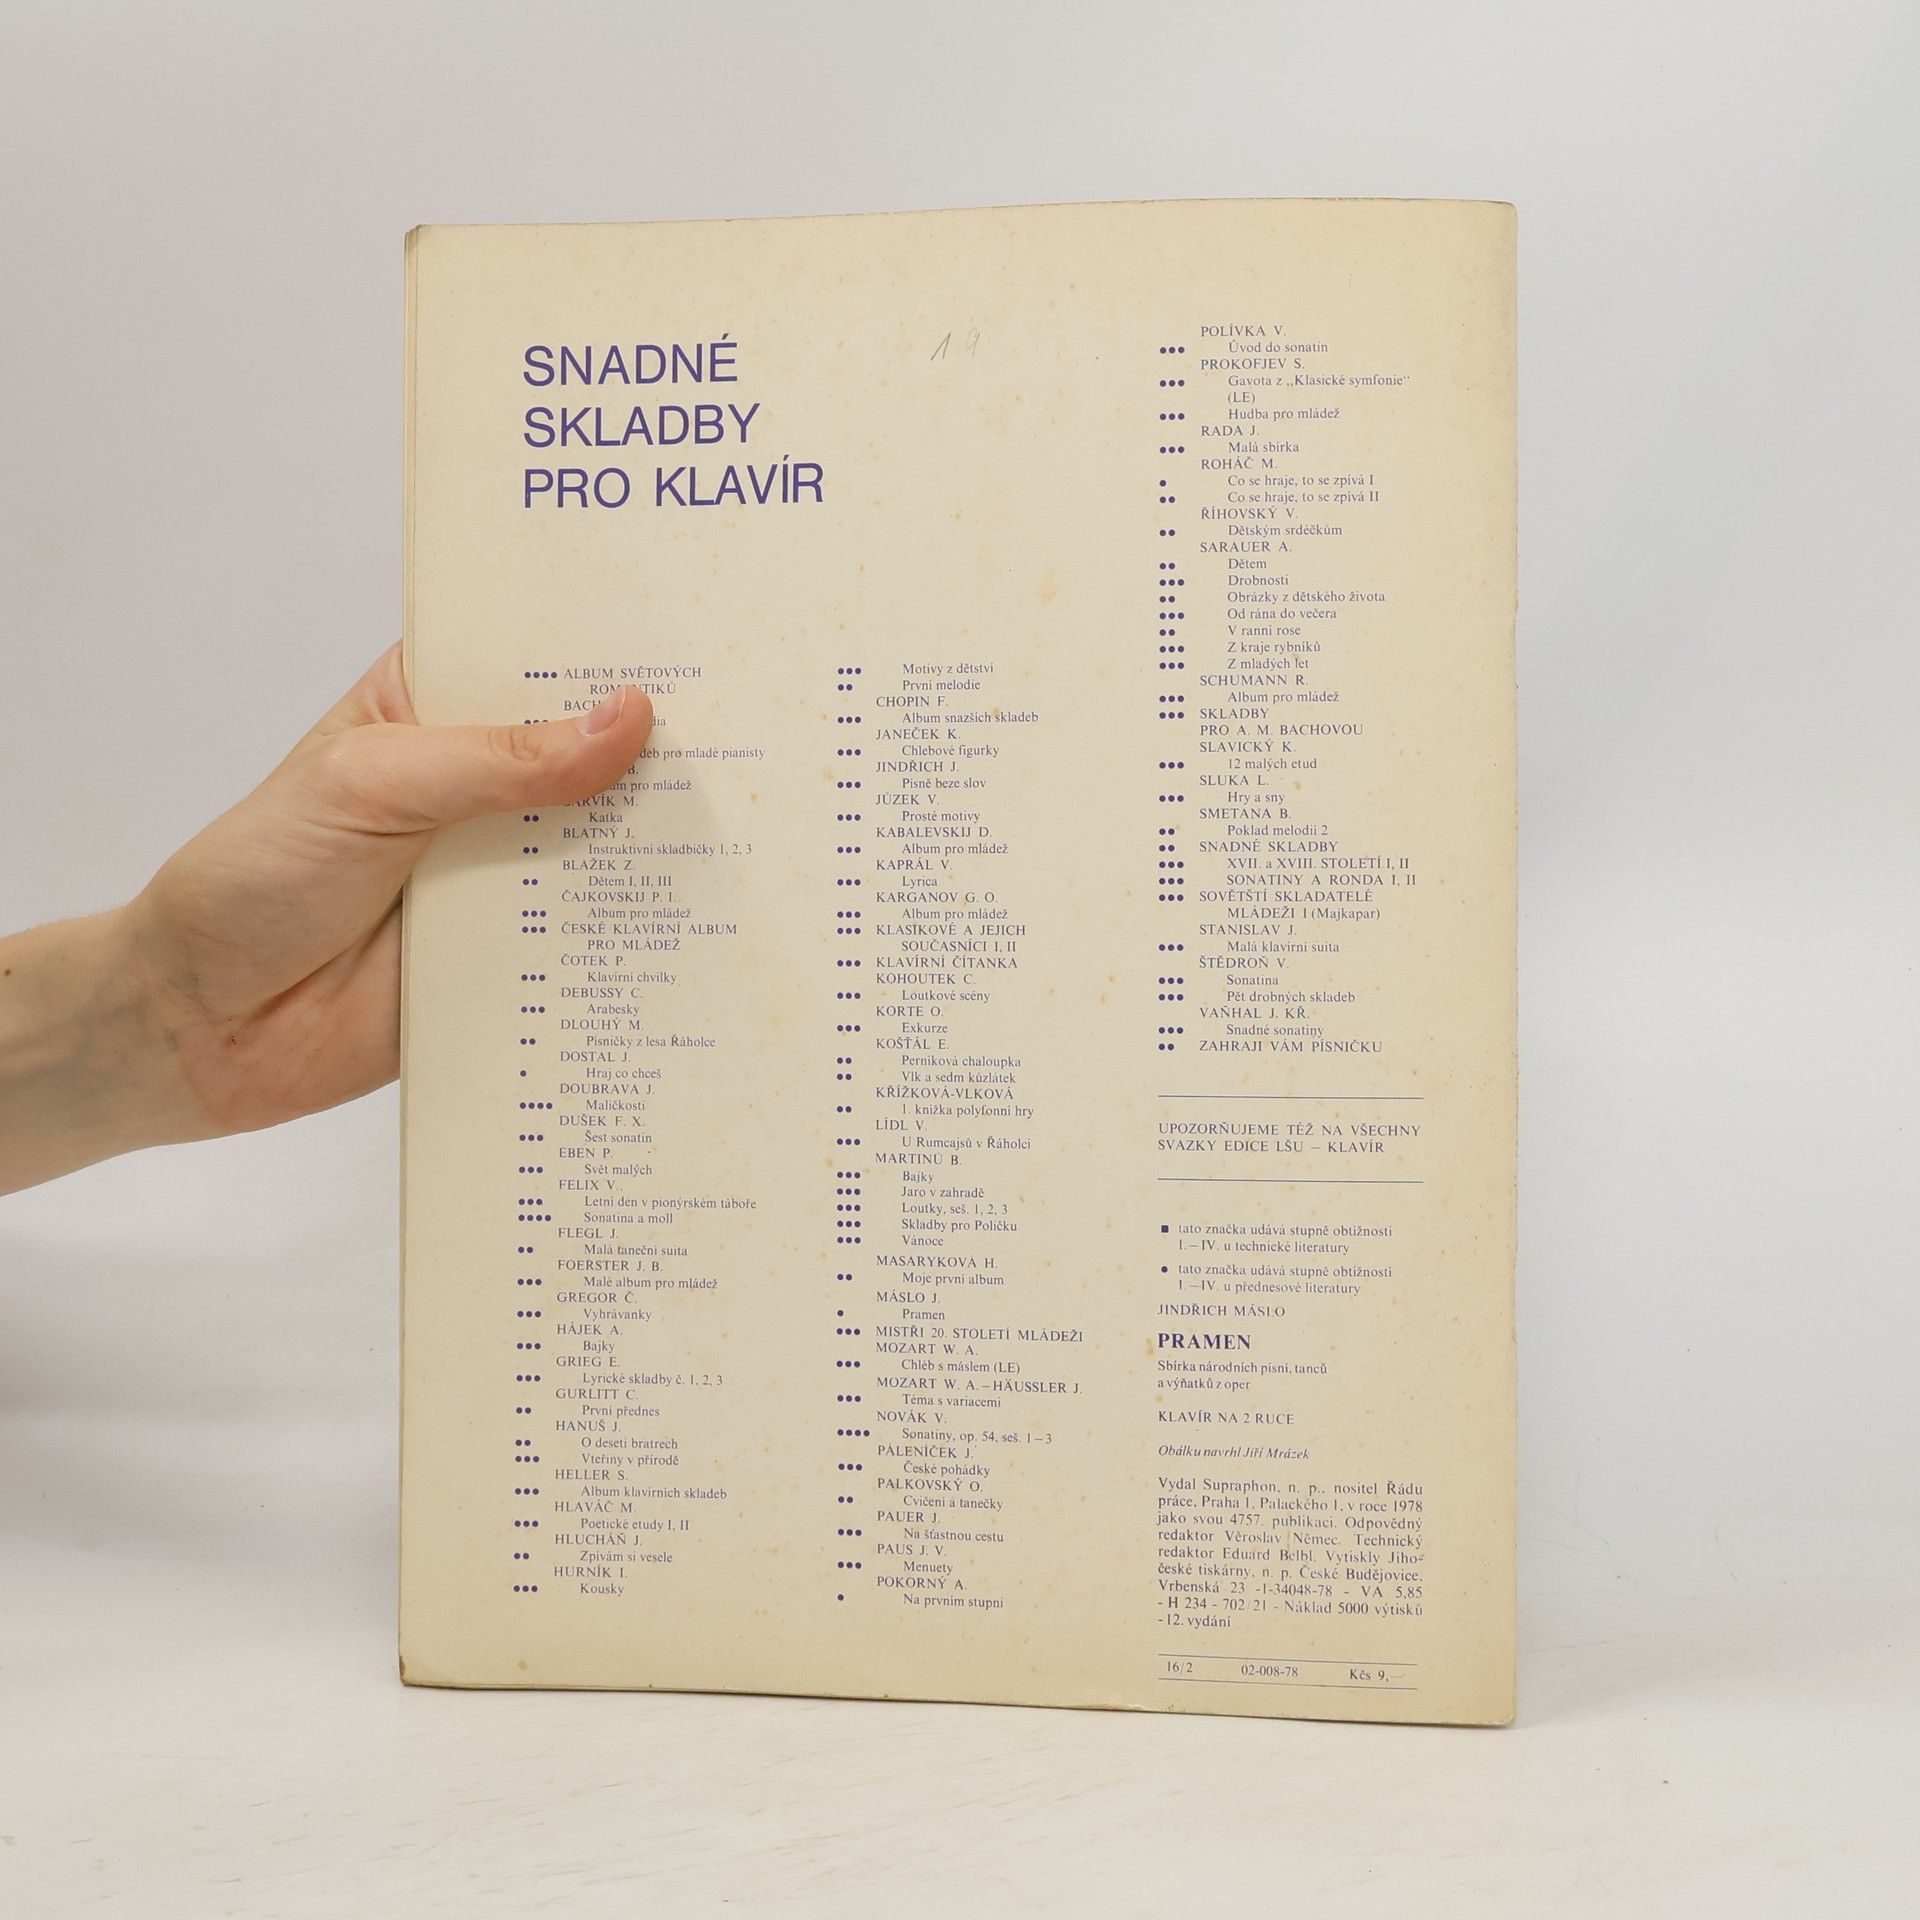 SNADNÉ
SKLADBY
PRO KLAVÍR
19
•••• ALBUM SVĚTOVÝCH
BACH
deb pro mladé pianisty
B.
pro mládež
M.
•• Katka
BLATNÝ J.
•• Instruktivní skladbičky 1, 2, 3
BLAŽEK Z.
•• Dětem I, II, III
ČAJKOVSKIJ P. I.
••• Album pro mládež
••• ČESKÉ KLAVÍRNÍ ALBUM
PRO MLÁDEŽ
ČOTEK P.
••• Klavírní chvilky
DEBUSSY C.
••• Arabesky
DLOUHÝ M.
•• Písničky z lesa Řáholce
DOSTAL J.
• Hraj co chceš
DOUBRAVA J.
•••• Maličkosti
DUŠEK F. X.
••• Šest sonatin
EBEN P.
••• Svět malých
FELIX V.
••• Letní den v pionýrském táboře
•••• Sonatina a moll
FLEGL J.
•• Malá taneční suita
FOERSTER J. B.
••• Malé album pro mládež
GREGOR Č.
••• Vyhrávanky
HÁJEK A.
••• Bajky
GRIEG E.
••• Lyrické skladby č. 1, 2, 3
GURLITT C.
•• První přednes
HANUŠ J.
•• O deseti bratrech
••• Vteřiny v přírodě
HELLER S.
••• Album klavírních skladeb
HLAVÁČ M.
••• Poetické etudy I, II
HLUCHÁŇ J.
•• Zpívám si vesele
HURNÍK I.
••• Kousky
••• Motivy z dětství
•• První melodie
CHOPIN F.
••• Album snazších skladeb
JANEČEK K.
••• Chlebové figurky
JINDŘICH J.
••• Písně beze slov
JŮZEK V.
••• Prosté motivy
KABALEVSKIJ D.
••• Album pro mládež
KAPRÁL V.
••• Lyrica
KARGANOV G. O.
••• Album pro mládež
••• KLASIKOVÉ A JEJICH
SOUČASNÍCI I, II
••• KLAVÍRNÍ ČÍTANKA
KOHOUTEK C.
••• Loutkové scény
KORTE O.
••• Exkurze
KOŠŤÁL E.
•• Perníková chaloupka
•• Vlk a sedm kůzlátek
KŘÍŽKOVÁ-VLKOVÁ
•• 1. knížka polyfonní hry
LÍDL V.
••• U Rumcajsů v Řáholci
MARTINŮ B.
••• Bajky
••• Jaro v zahradě
••• Loutky, seš. 1, 2, 3
••• Skladby pro Poličku
••• Vánoce
MASARYKOVÁ H.
•• Moje první album
MÁSLO J.
• Pramen
••• MISTŘI 20. STOLETÍ MLÁDEŽI
MOZART W. A.
••• Chléb s máslem (LE)
MOZART W. A. – HÄUSSLER J.
••• Téma s variacemi
NOVÁK V.
•••• Sonatiny, op. 54, seš. 1–3
PÁLENÍČEK J.
••• České pohádky
PALKOVSKÝ O.
•• Cvičení a tanečky
PAUER J.
••• Na šťastnou cestu
PAUS J. V.
••• Menuety
POKORNÝ A.
• Na prvním stupni
POLÍVKA V.
••• Úvod do sonatin
PROKOFJEV S.
••• Gavota z „Klasické symfonie“
(LE)
••• Hudba pro mládež
RADA J.
••• Malá sbírka
ROHÁČ M.
• Co se hraje, to se zpívá I
•• Co se hraje, to se zpívá II
ŘÍHOVSKÝ V.
•• Dětským srdéčkům
SARAUER A.
•• Dětem
••• Drobnosti
•• Obrázky z dětského života
••• Od rána do večera
•• V ranní rose
••• Z kraje rybníků
••• Z mladých let
SCHUMANN R.
••• Album pro mládež
••• SKLADBY
PRO A. M. BACHOVOU
SLAVICKÝ K.
••• 12 malých etud
SLUKA L.
••• Hry a sny
SMETANA B.
•• Poklad melodií 2
•• SNADNÉ SKLADBY
••• XVII. a XVIII. STOLETÍ I, II
••• SONATINY A RONDA I, II
••• SOVĚTŠTÍ SKLADATELÉ
MLÁDEŽI I (Majkapar)
STANISLAV J.
••• Malá klavírní suita
ŠTĚDROŇ V.
••• Sonatina
••• Pět drobných skladeb
VAŇHAL J. KŘ.
••• Snadné sonatiny
•• ZAHRAJI VÁM PÍSNIČKU
UPOZORŇUJEME TÉŽ NA VŠECHNY
SVAZKY EDICE LŠU – KLAVÍR
■ tato značka udává stupně obtížnosti
I. – IV. u technické literatury
• tato značka udává stupně obtížnosti
I. – IV. u přednesové literatury
JINDŘICH MÁSLO
PRAMEN
Sbírka národních písní, tanců
a výňatků z oper
KLAVÍR NA 2 RUCE
Obálku navrhl Jiří Mrázek
Vydal Supraphon, n. p., nositel Řádu
práce, Praha 1, Palackého 1, v roce 1978
jako svou 4757. publikaci. Odpovědný
redaktor Věroslav Němec. Technický
redaktor Eduard Belbl. Vytiskly Jiho-
české tiskárny, n. p. České Budějovice,
Vrbenská 23 -1-34048-78 - VA 5,85
- H 234 - 702/21 - Náklad 5000 výtisků
- 12. vydání
16/2 02-008-78 Kčs 9,—